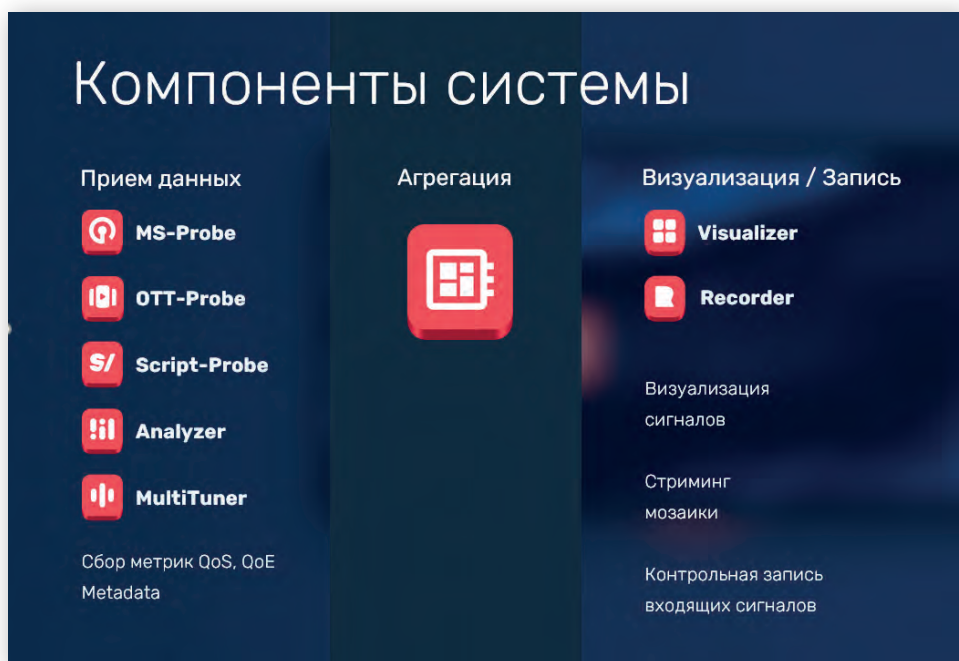 Компоненты системы
Прием данных
MS-Probe
OTT-Probe
S/
Script-Probe
Analyzer
MultiTuner
Сбор метрик QoS, QoE
Metadata
Агрегация
Визуализация / Запись
Visualizer
R
Recorder
Визуализация
сигналов
Стриминг
мозаики
Контрольная запись
входящих сигналов